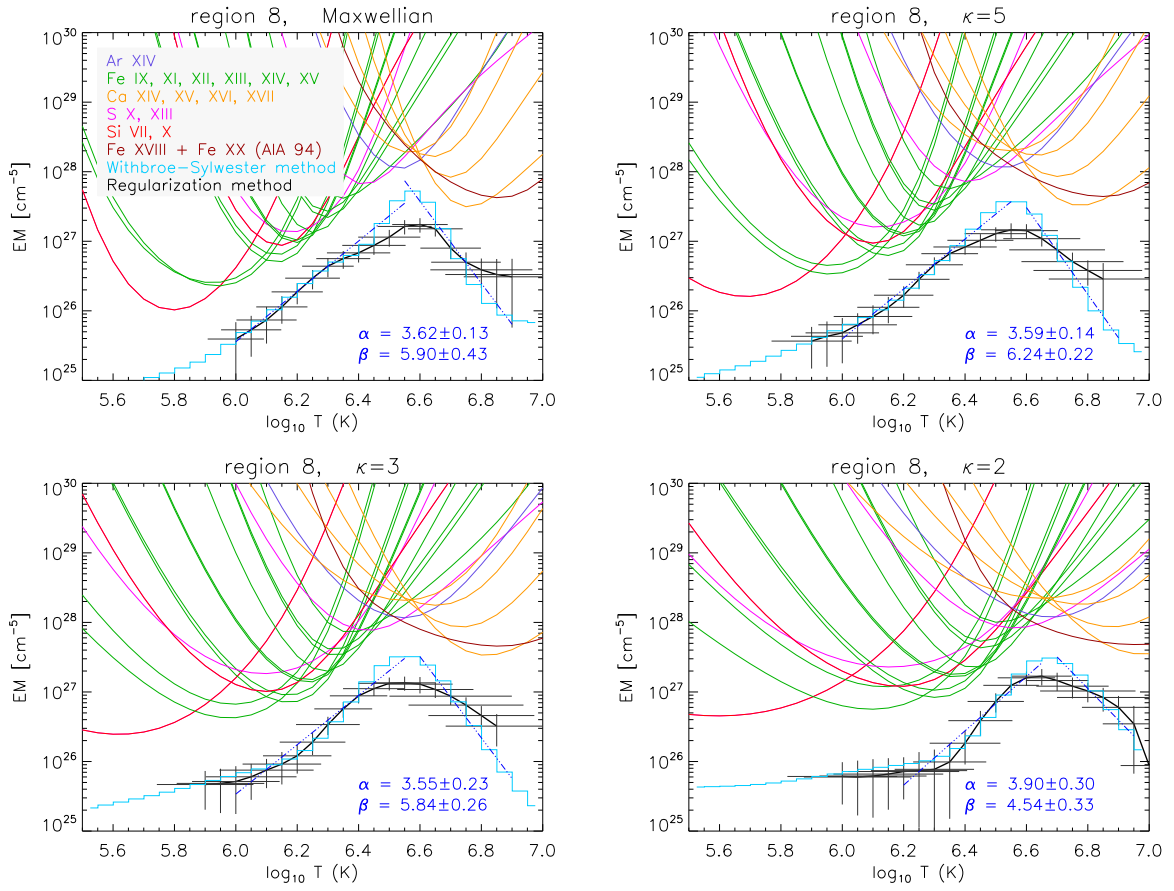 region 8, Maxwellian
10^30
10^29
10^28
10^27
10^26
10^25
EM [cm^-5]
Ar XIV
Fe IX, XI, XII, XIII, XIV, XV
Ca XIV, XV, XVI, XVII
S X, XIII
Si VII, X
Fe XVIII + Fe XX (AIA 94)
Withbroe-Sylwester method
Regularization method
α = 3.62±0.13
β = 5.90±0.43
5.6 5.8 6.0 6.2 6.4 6.6 6.8 7.0
log₁₀ T (K)
region 8, κ=5
10^30
10^29
10^28
10^27
10^26
10^25
EM [cm^-5]
α = 3.59±0.14
β = 6.24±0.22
5.6 5.8 6.0 6.2 6.4 6.6 6.8 7.0
log₁₀ T (K)
region 8, κ=3
10^30
10^29
10^28
10^27
10^26
10^25
EM [cm^-5]
α = 3.55±0.23
β = 5.84±0.26
5.6 5.8 6.0 6.2 6.4 6.6 6.8 7.0
log₁₀ T (K)
region 8, κ=2
10^30
10^29
10^28
10^27
10^26
10^25
EM [cm^-5]
α = 3.90±0.30
β = 4.54±0.33
5.6 5.8 6.0 6.2 6.4 6.6 6.8 7.0
log₁₀ T (K)